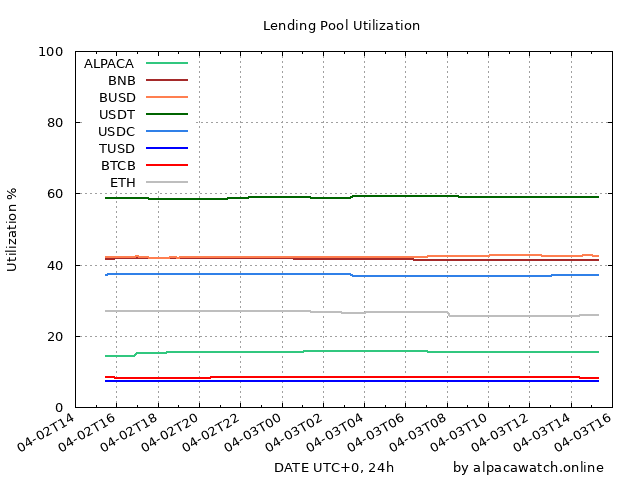 Lending Pool Utilization
Utilization %
100
80
60
40
20
0
ALPACA
BNB
BUSD
USDT
USDC
TUSD
BTCB
ETH
04-02T14
04-02T16
04-02T18
04-02T20
04-02T22
04-03T00
04-03T02
04-03T04
04-03T06
04-03T08
04-03T10
04-03T12
04-03T14
04-03T16
DATE UTC+0, 24h
by alpacawatch.online